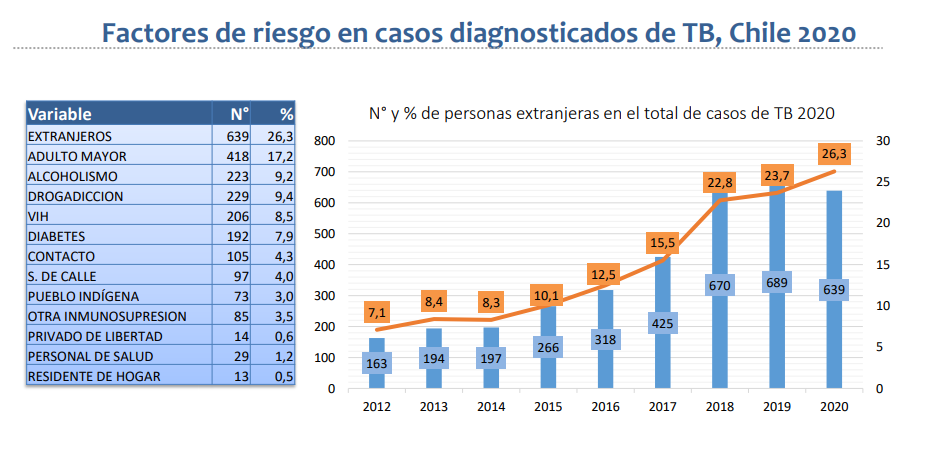 Factores de riesgo en casos diagnosticados de TB, Chile 2020
Variable N° %
EXTRANJEROS 639 26,3
ADULTO MAYOR 418 17,2
ALCOHOLISMO 223 9,2
DROGADICCION 229 9,4
VIH 206 8,5
DIABETES 192 7,9
CONTACTO 105 4,3
S. DE CALLE 97 4,0
PUEBLO INDÍGENA 73 3,0
OTRA INMUNOSUPRESION 85 3,5
PRIVADO DE LIBERTAD 14 0,6
PERSONAL DE SALUD 29 1,2
RESIDENTE DE HOGAR 13 0,5
N° y % de personas extranjeras en el total de casos de TB 2020
800
700
600
500
400
300
200
100
0
7,1 8,4 8,3 10,1 12,5 15,5 22,8 23,7 26,3
163 194 197 266 318 425 670 689 639
30
25
20
15
10
5
0
2012 2013 2014 2015 2016 2017 2018 2019 2020